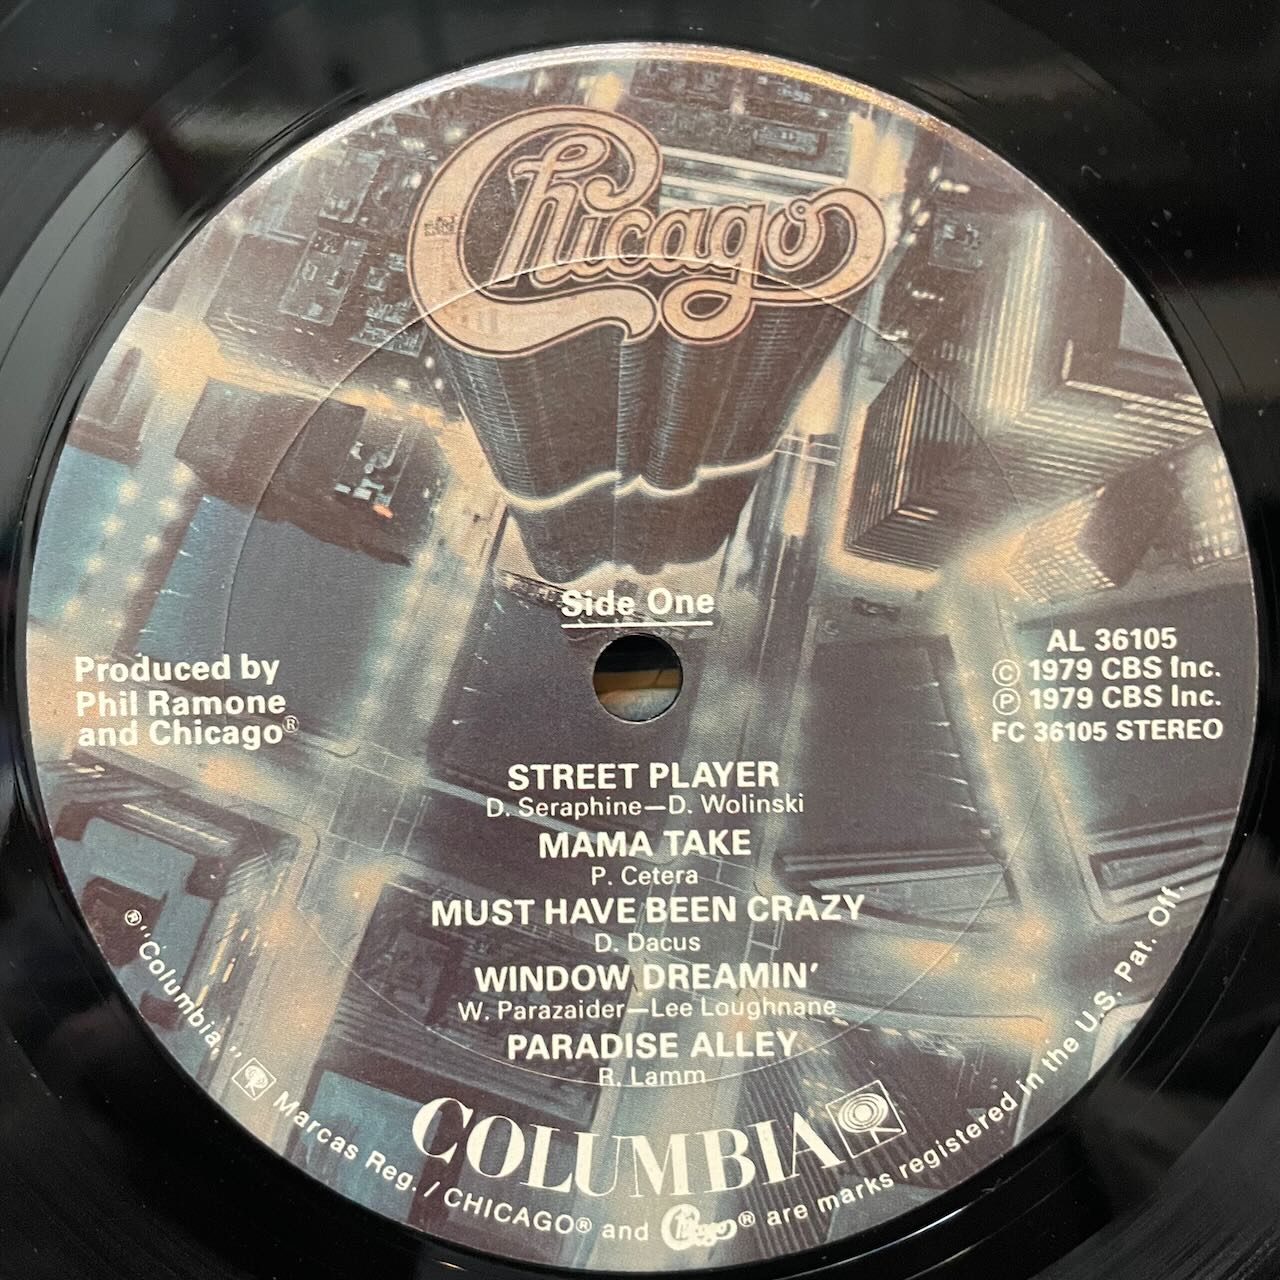 Chicago
Side One
Produced by
Phil Ramone
and Chicago®
AL 36105
© 1979 CBS Inc.
℗ 1979 CBS Inc.
FC 36105 STEREO
STREET PLAYER
D. Seraphine—D. Wolinski
MAMA TAKE
P. Cetera
MUST HAVE BEEN CRAZY
D. Dacus
WINDOW DREAMIN'
W. Parazaider—Lee Loughnane
PARADISE ALLEY
R. Lamm
COLUMBIA
® "Columbia," Marcas Reg. / CHICAGO® and Chicago® are marks registered in the U.S. Pat. Off.